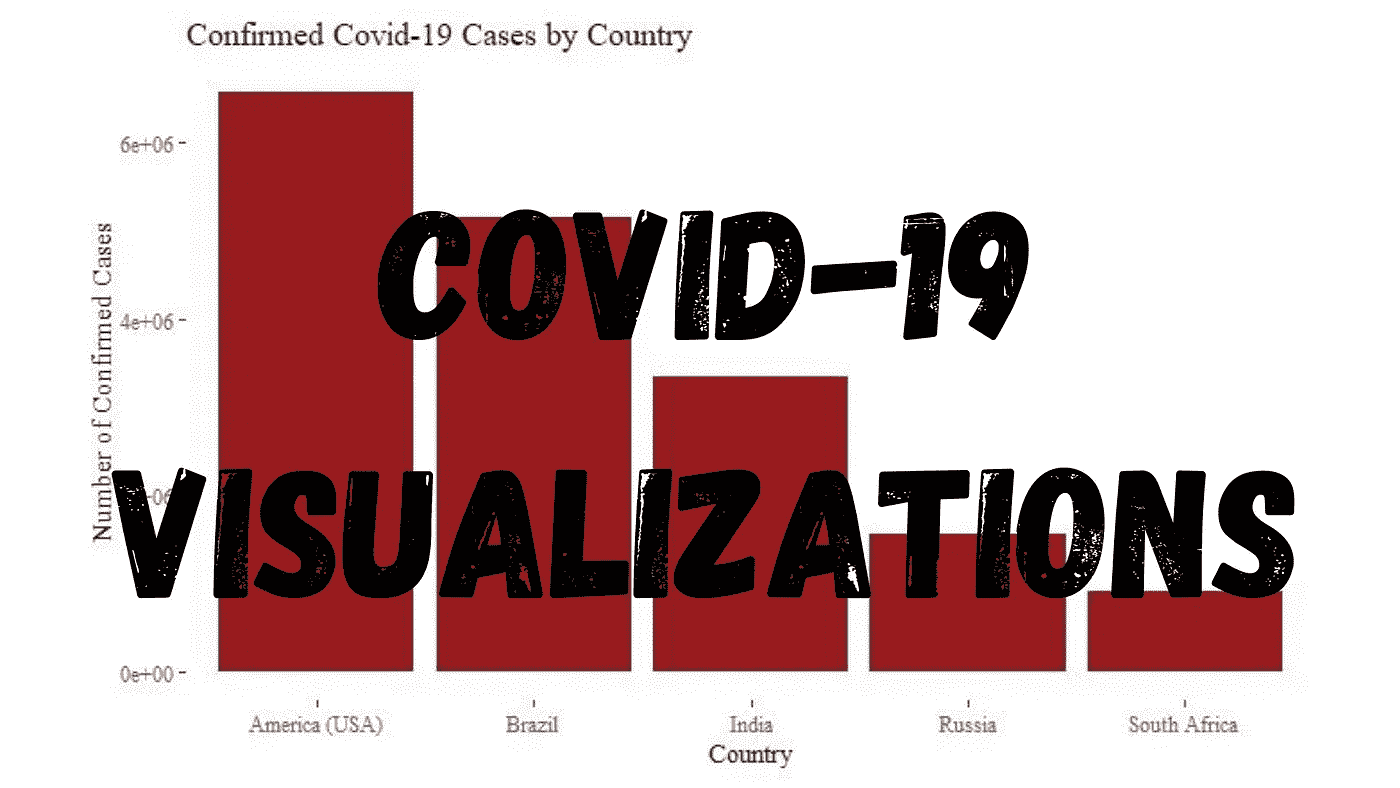 Confirmed Covid-19 Cases by Country
6e+06
COVID-19
4e+06
Number of Confirmed Cases
VISUALIZATIONS
0e+00
America (USA) Brazil India Russia South Africa
Country